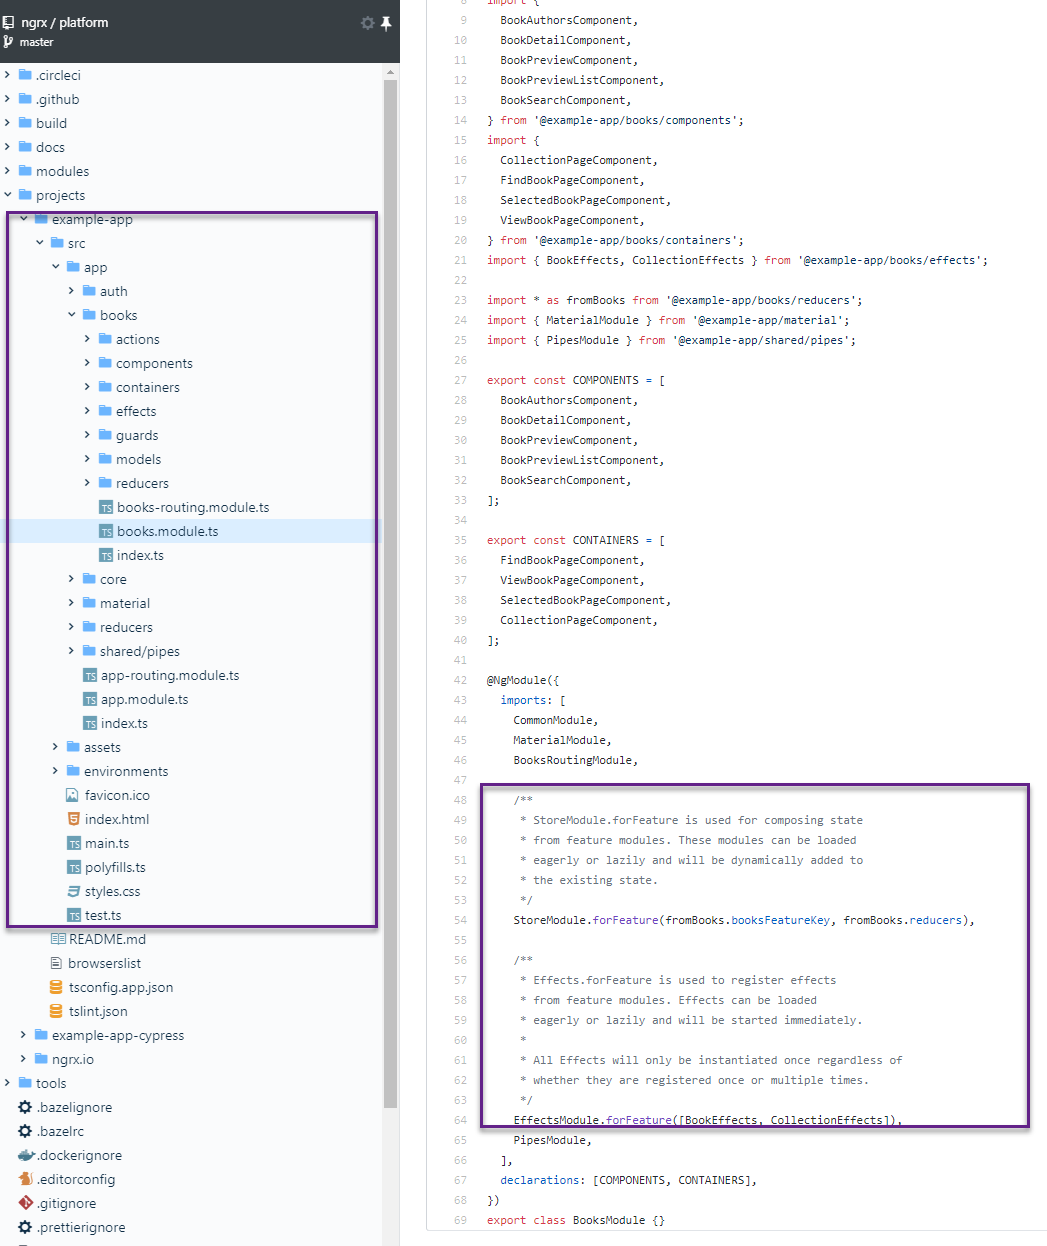 ngrx / platform
master
.circleci
.github
build
docs
modules
projects
example-app
src
app
auth
books
actions
components
containers
effects
guards
models
reducers
TS books-routing.module.ts
TS books.module.ts
TS index.ts
core
material
reducers
shared/pipes
TS app-routing.module.ts
TS app.module.ts
TS index.ts
assets
environments
favicon.ico
index.html
TS main.ts
TS polyfills.ts
styles.css
TS test.ts
README.md
browserslist
tsconfig.app.json
tslint.json
example-app-cypress
ngrx.io
tools
.bazelignore
.bazelrc
.dockerignore
.editorconfig
.gitignore
.prettierignore
8 import {
9 BookAuthorsComponent,
10 BookDetailComponent,
11 BookPreviewComponent,
12 BookPreviewListComponent,
13 BookSearchComponent,
14 } from '@example-app/books/components';
15 import {
16 CollectionPageComponent,
17 FindBookPageComponent,
18 SelectedBookPageComponent,
19 ViewBookPageComponent,
20 } from '@example-app/books/containers';
21 import { BookEffects, CollectionEffects } from '@example-app/books/effects';
22
23 import * as fromBooks from '@example-app/books/reducers';
24 import { MaterialModule } from '@example-app/material';
25 import { PipesModule } from '@example-app/shared/pipes';
26
27 export const COMPONENTS = [
28 BookAuthorsComponent,
29 BookDetailComponent,
30 BookPreviewComponent,
31 BookPreviewListComponent,
32 BookSearchComponent,
33 ];
34
35 export const CONTAINERS = [
36 FindBookPageComponent,
37 ViewBookPageComponent,
38 SelectedBookPageComponent,
39 CollectionPageComponent,
40 ];
41
42 @NgModule({
43 imports: [
44 CommonModule,
45 MaterialModule,
46 BooksRoutingModule,
47
48 /**
49 * StoreModule.forFeature is used for composing state
50 * from feature modules. These modules can be loaded
51 * eagerly or lazily and will be dynamically added to
52 * the existing state.
53 */
54 StoreModule.forFeature(fromBooks.booksFeatureKey, fromBooks.reducers),
55
56 /**
57 * Effects.forFeature is used to register effects
58 * from feature modules. Effects can be loaded
59 * eagerly or lazily and will be started immediately.
60 *
61 * All Effects will only be instantiated once regardless of
62 * whether they are registered once or multiple times.
63 */
64 EffectsModule.forFeature([BookEffects, CollectionEffects]),
65 PipesModule,
66 ],
67 declarations: [COMPONENTS, CONTAINERS],
68 })
69 export class BooksModule {}